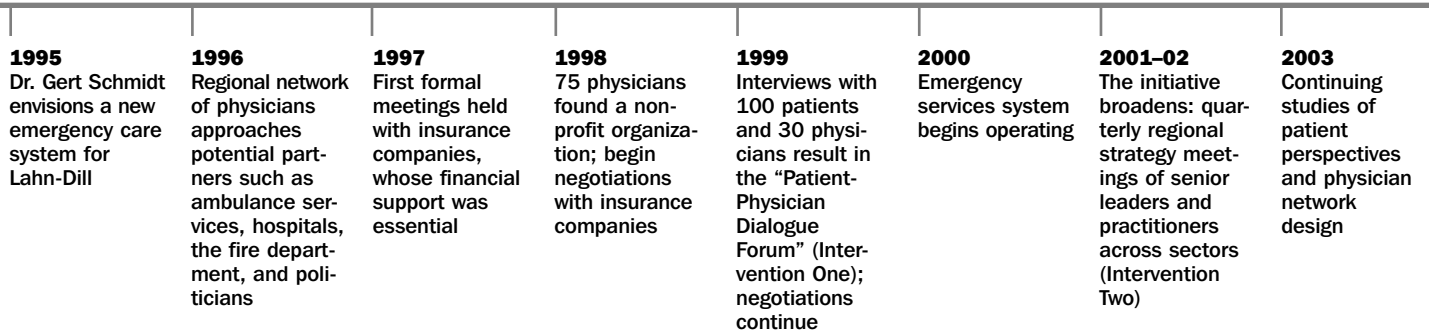 1995
Dr. Gert Schmidt
envisions a new
emergency care
system for
Lahn-Dill
1996
Regional network
of physicians
approaches
potential part-
ners such as
ambulance ser-
vices, hospitals,
the fire depart-
ment, and poli-
ticians
1997
First formal
meetings held
with insurance
companies,
whose financial
support was
essential
1998
75 physicians
found a non-
profit organiza-
tion; begin
negotiations
with insurance
companies
1999
Interviews with
100 patients
and 30 physi-
cians result in
the “Patient-
Physician
Dialogue
Forum” (Inter-
vention One);
negotiations
continue
2000
Emergency
services system
begins operating
2001–02
The initiative
broadens: quar-
terly regional
strategy meet-
ings of senior
leaders and
practitioners
across sectors
(Intervention
Two)
2003
Continuing
studies of
patient
perspectives
and physician
network
design